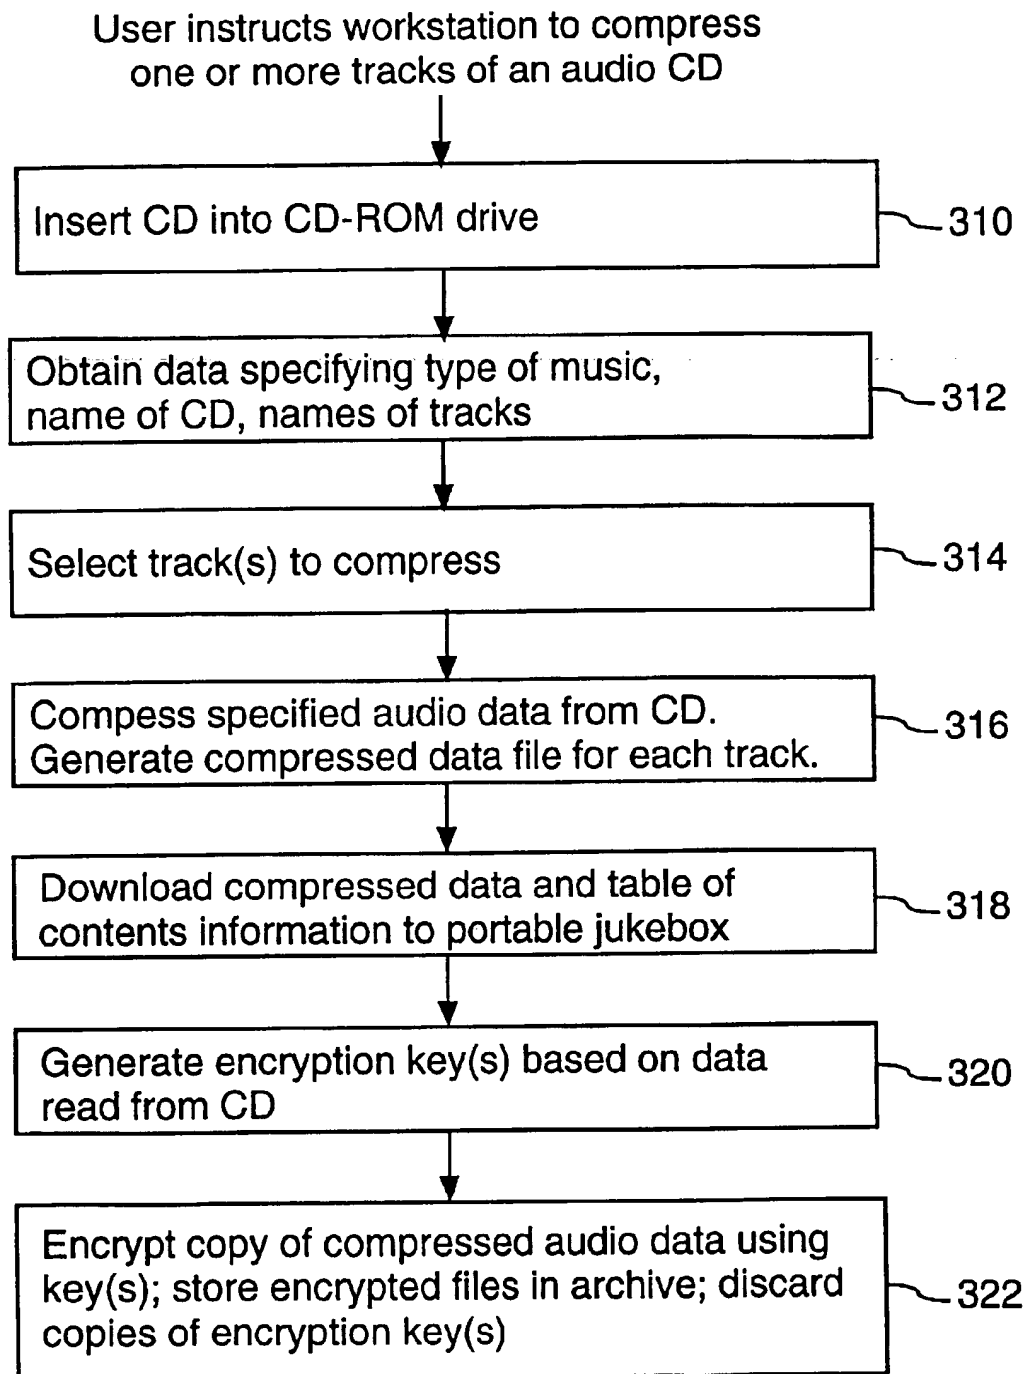 User instructs workstation to compress
one or more tracks of an audio CD
Insert CD into CD-ROM drive
310
Obtain data specifying type of music,
name of CD, names of tracks
312
Select track(s) to compress
314
Compess specified audio data from CD.
Generate compressed data file for each track.
316
Download compressed data and table of
contents information to portable jukebox
318
Generate encryption key(s) based on data
read from CD
320
Encrypt copy of compressed audio data using
key(s); store encrypted files in archive; discard
copies of encryption key(s)
322